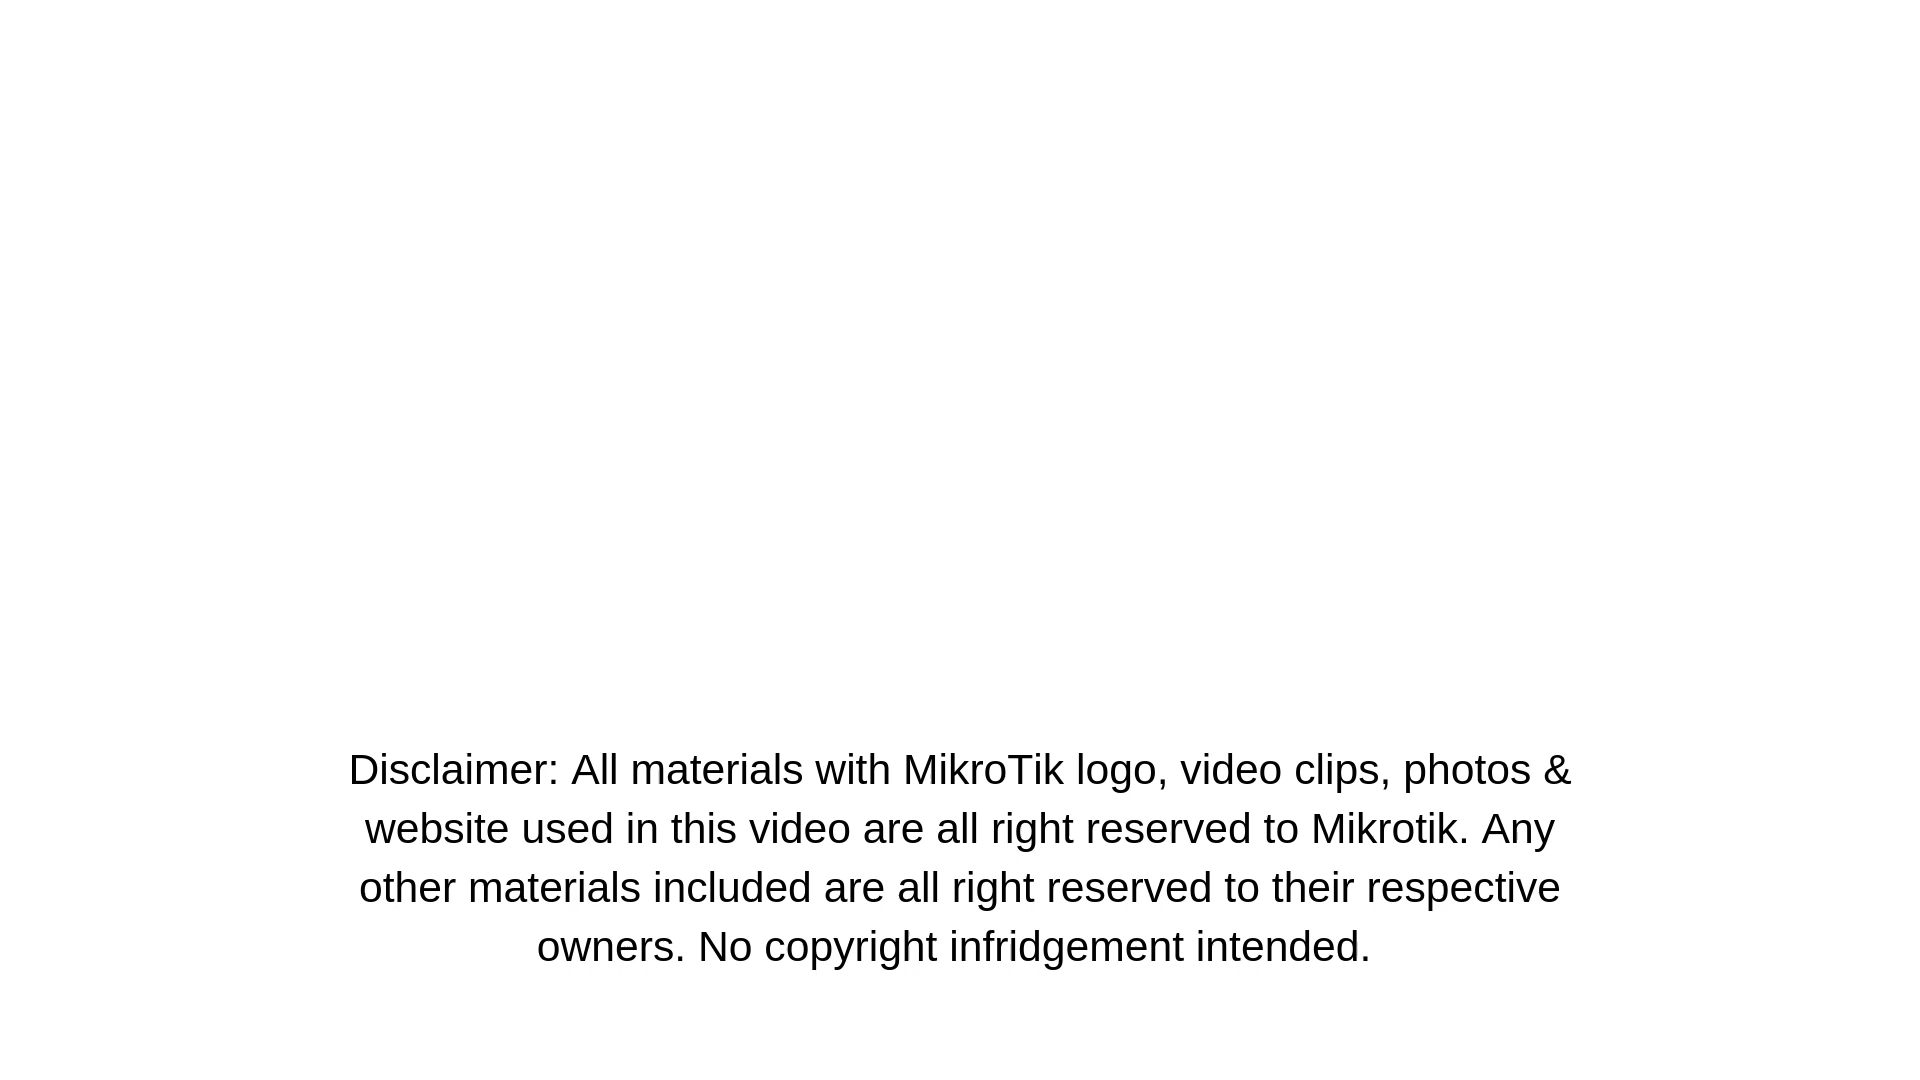 Disclaimer: All materials with MikroTik logo, video clips, photos &
website used in this video are all right reserved to Mikrotik. Any
other materials included are all right reserved to their respective
owners. No copyright infridgement intended.